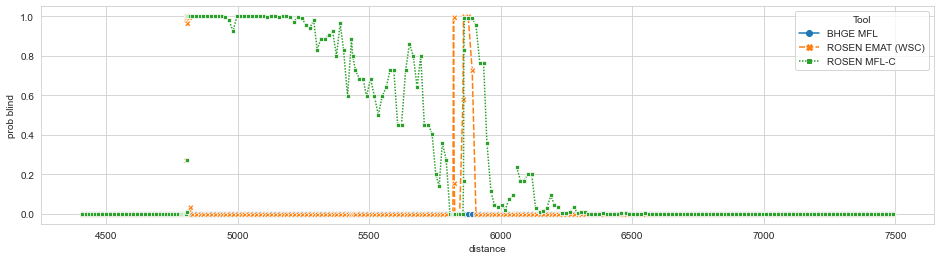 Tool
BHGE MFL
ROSEN EMAT (WSC)
ROSEN MFL-C
1.0
0.8
0.6
0.4
0.2
0.0
prob blind
4500 5000 5500 6000 6500 7000 7500
distance